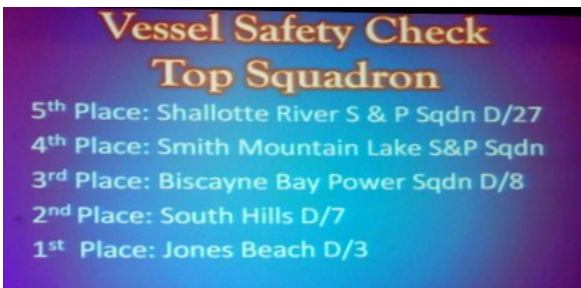 Vessel Safety Check
Top Squadron
5th Place: Shallotte River S & P Sqdn D/27
4th Place: Smith Mountain Lake S&P Sqdn
3rd Place: Biscayne Bay Power Sqdn D/8
2nd Place: South Hills D/7
1st Place: Jones Beach D/3